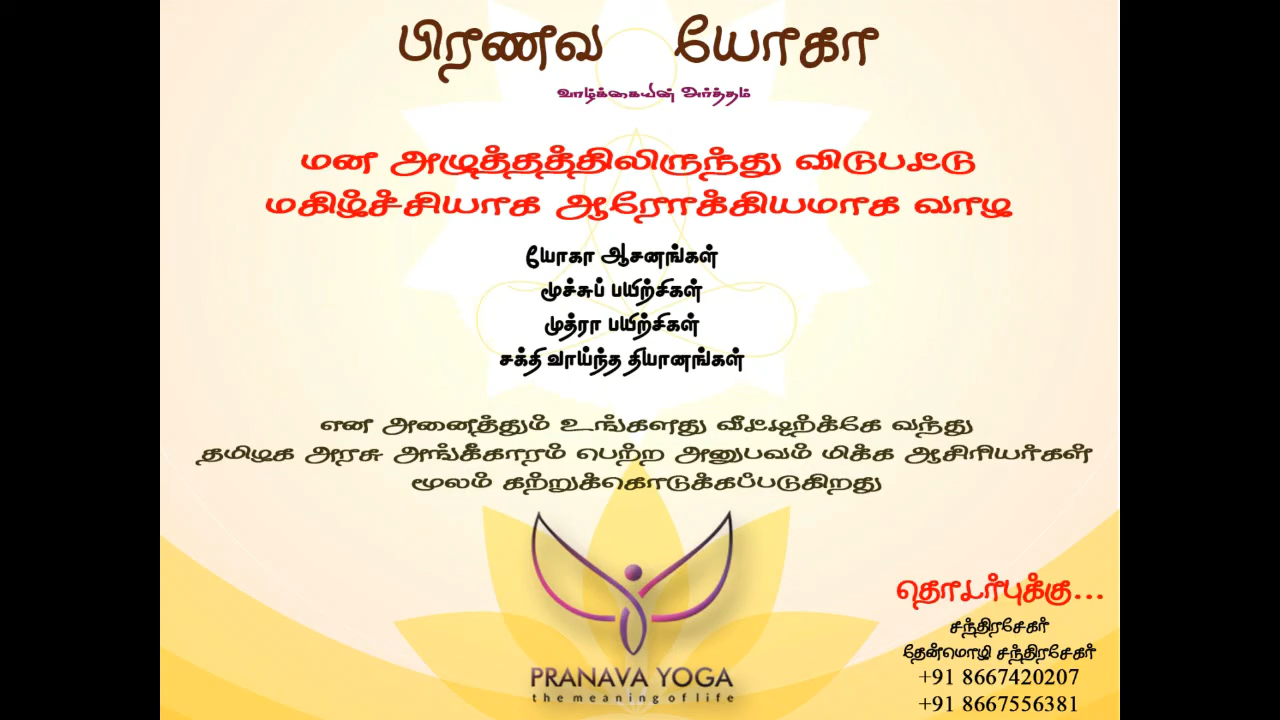 பிரணவ யோகா
வாழ்க்கையின் அர்த்தம்
மன அழுத்தத்திலிருந்து விடுபட்டு
மகிழ்ச்சியாக ஆரோக்கியமாக வாழ
யோகா ஆசனங்கள்
மூச்சுப் பயிற்சிகள்
முத்ரா பயிற்சிகள்
சக்தி வாய்ந்த தியானங்கள்
என அனைத்தும் உங்களது வீட்டிற்க்கே வந்து
தமிழக அரசு அங்கீகாரம் பெற்ற அனுபவம் மிக்க ஆசிரியர்கள்
மூலம் கற்றுக்கொடுக்கப்படுகிறது
PRANAVA YOGA
the meaning of life
தொடர்புக்கு...
சந்திரசேகர்
தேன்மொழி சந்திரசேகர்
+91 8667420207
+91 8667556381